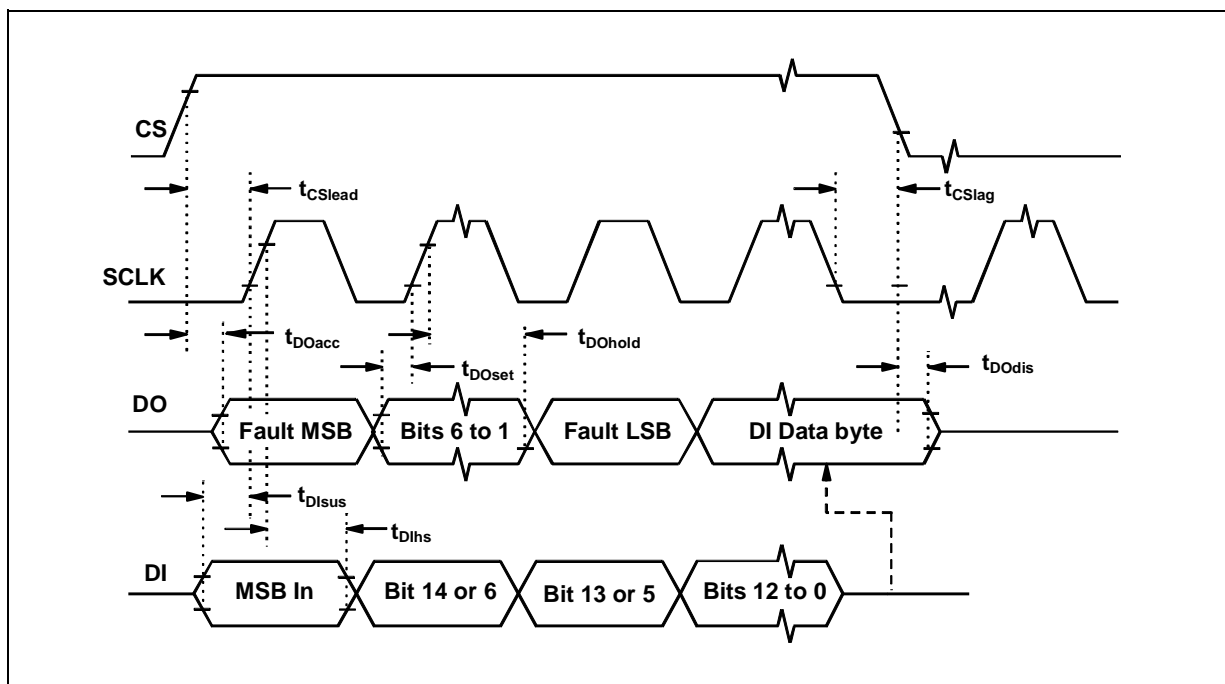 CS
tCSlead
tCSlag
SCLK
tDOacc
tDOset
tDOhold
tDOdis
DO
Fault MSB
Bits 6 to 1
Fault LSB
DI Data byte
tDIsus
tDIhs
DI
MSB In
Bit 14 or 6
Bit 13 or 5
Bits 12 to 0